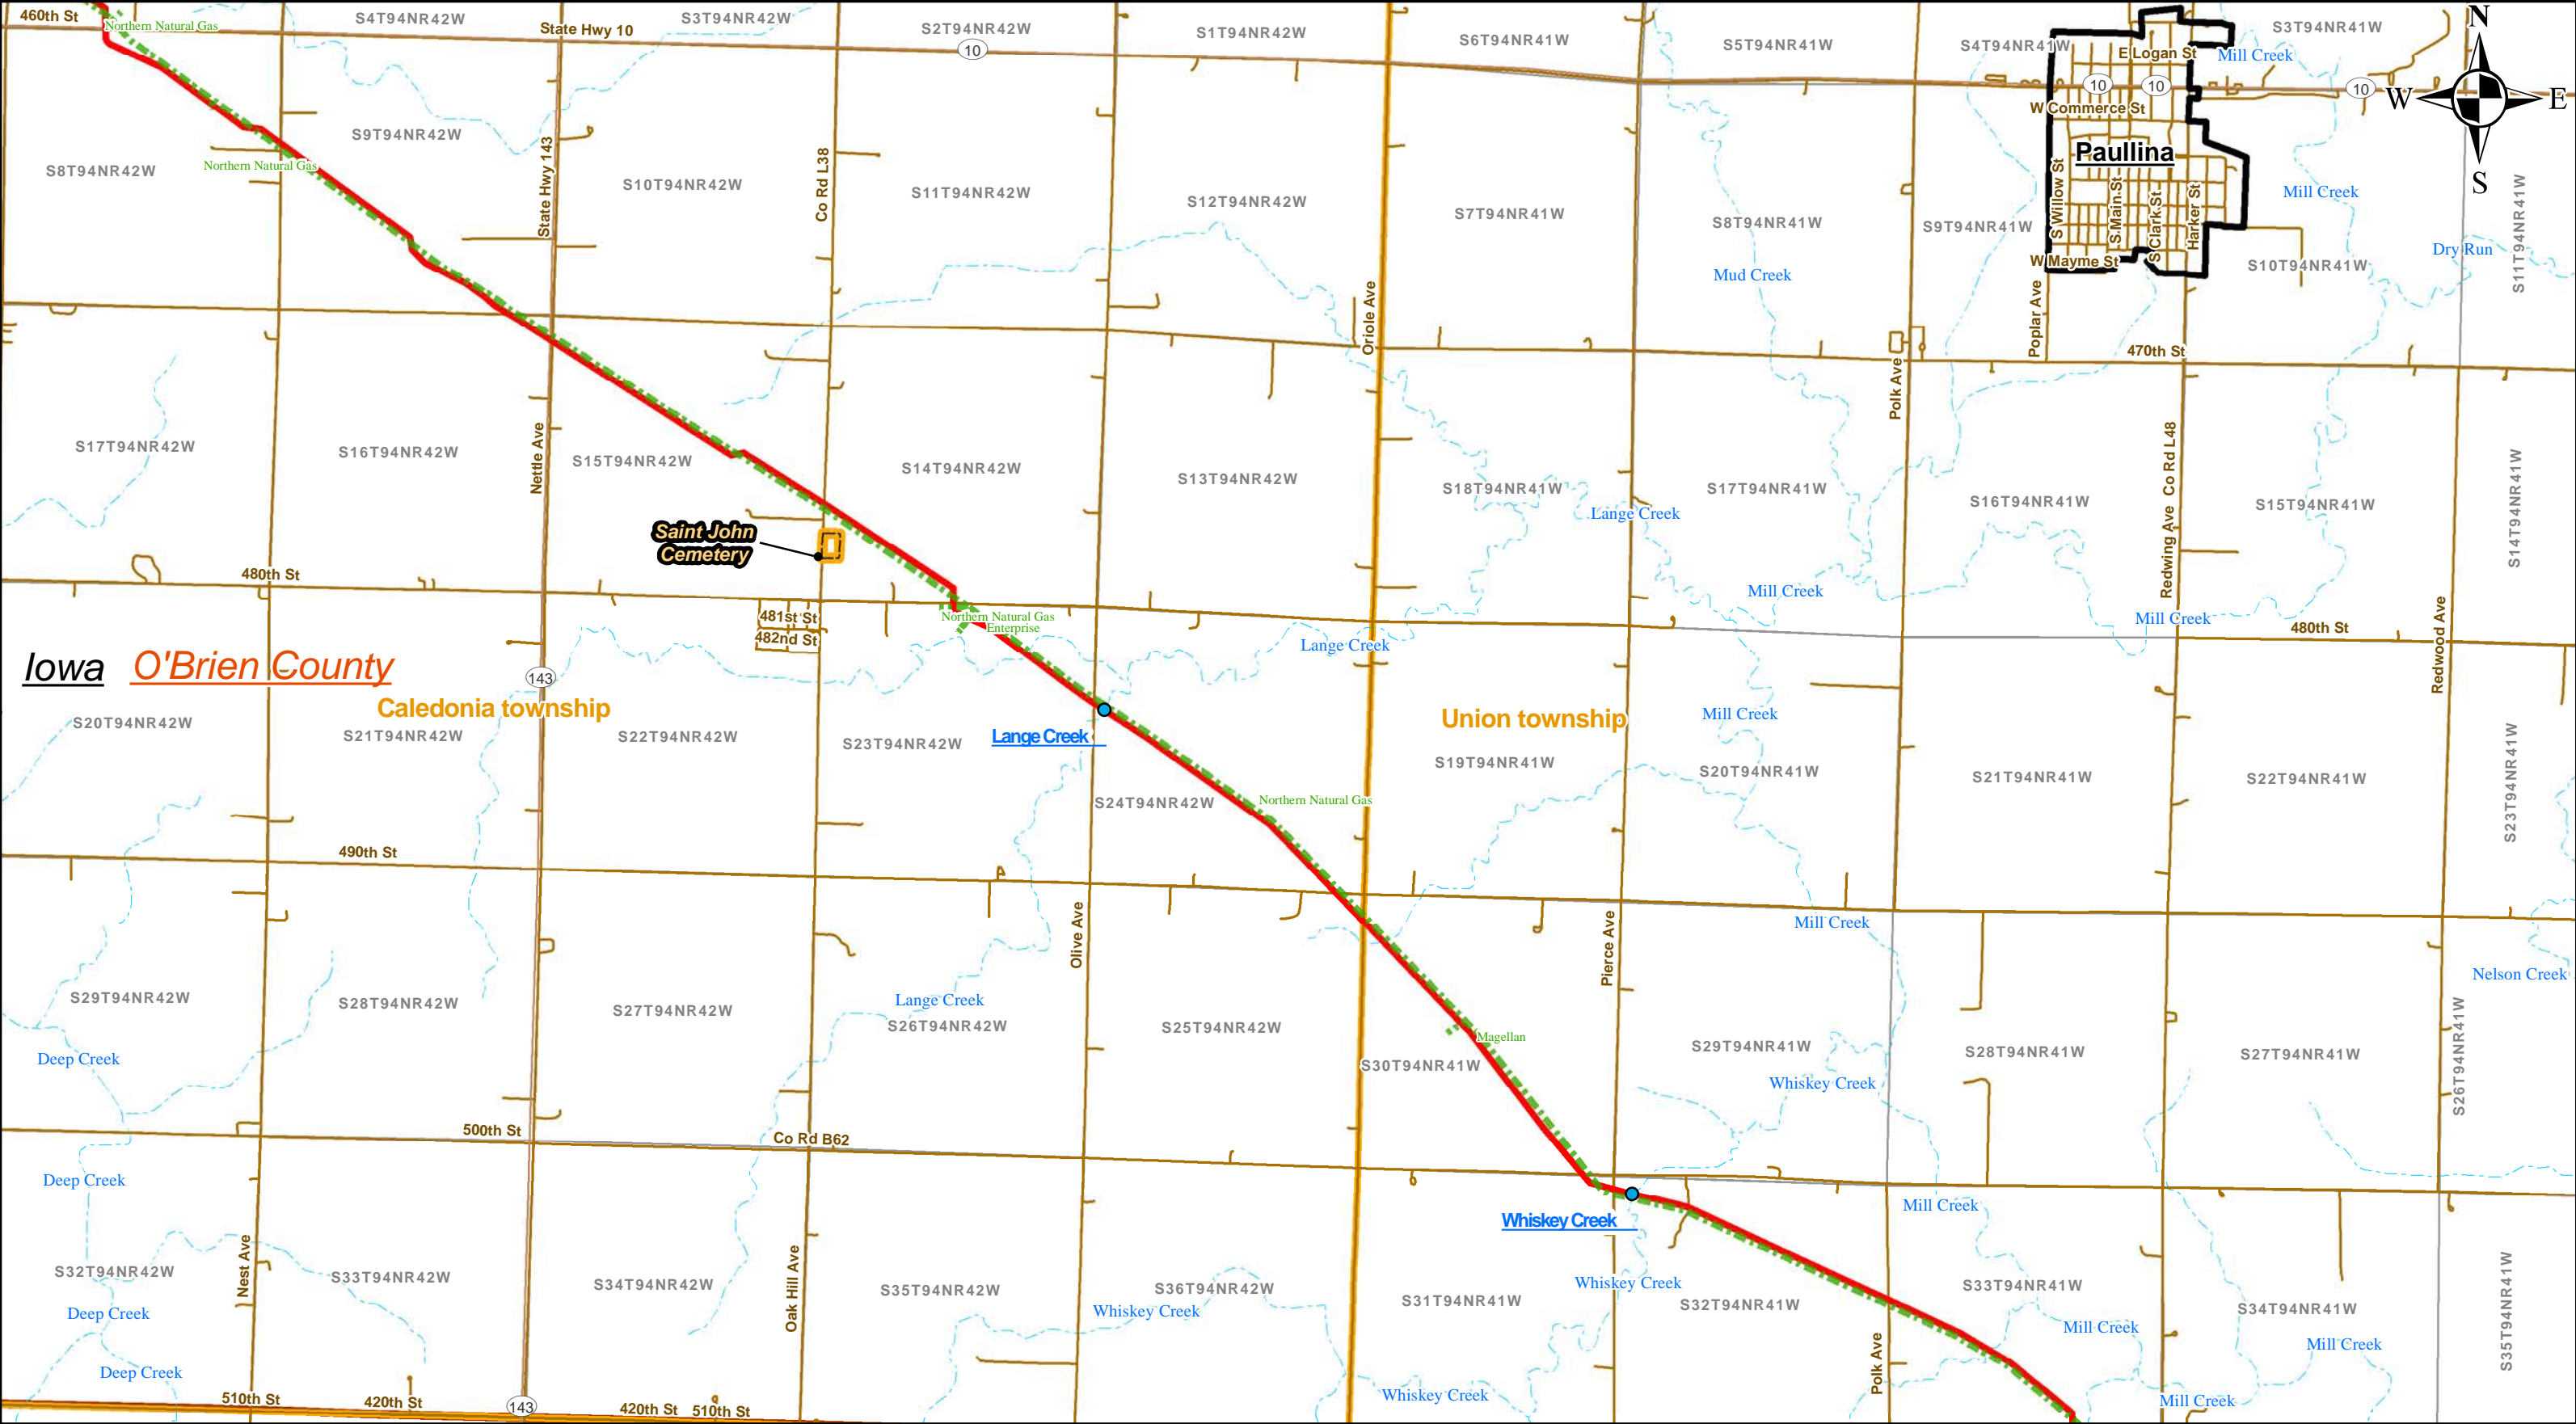 460th St
Northern Natural Gas
S4T94NR42W
State Hwy 10
S3T94NR42W
S2T94NR42W
10
S1T94NR42W
S6T94NR41W
S5T94NR41W
S4T94NR41W
E Logan St
Mill Creek
S3T94NR41W
N
W
E
S
10
10
10
W Commerce St
Paullina
S Willow St
S Main St
S Clark St
Harker St
W Mayme St
S8T94NR42W
S9T94NR42W
Northern Natural Gas
State Hwy 143
S10T94NR42W
Co Rd L38
S11T94NR42W
S12T94NR42W
S7T94NR41W
S8T94NR41W
Mud Creek
S9T94NR41W
Mill Creek
Dry Run
S10T94NR41W
S11T94NR41W
Oriole Ave
Poplar Ave
470th St
Polk Ave
S17T94NR42W
S16T94NR42W
Nettle Ave
S15T94NR42W
S14T94NR42W
S13T94NR42W
S18T94NR41W
Lange Creek
S17T94NR41W
S16T94NR41W
Redwing Ave
Co Rd L48
S15T94NR41W
S14T94NR41W
Saint John
Cemetery
480th St
481st St
482nd St
Northern Natural Gas
Enterprise
Lange Creek
Mill Creek
Mill Creek
480th St
Redwood Ave
Iowa
O'Brien County
143
Caledonia township
Union township
Mill Creek
S20T94NR42W
S21T94NR42W
S22T94NR42W
S23T94NR42W
Lange Creek
S24T94NR42W
Northern Natural Gas
S19T94NR41W
S20T94NR41W
S21T94NR41W
S22T94NR41W
S23T94NR41W
490th St
Olive Ave
Pierce Ave
Mill Creek
Nelson Creek
S29T94NR42W
S28T94NR42W
S27T94NR42W
Lange Creek
S26T94NR42W
S25T94NR42W
Magellan
S30T94NR41W
S29T94NR41W
Whiskey Creek
S28T94NR41W
S27T94NR41W
S26T94NR41W
Deep Creek
500th St
Co Rd B62
Deep Creek
Whiskey Creek
Mill Creek
Nest Ave
Oak Hill Ave
S32T94NR42W
S33T94NR42W
S34T94NR42W
S35T94NR42W
S36T94NR42W
Whiskey Creek
S31T94NR41W
Whiskey Creek
S32T94NR41W
S33T94NR41W
S34T94NR41W
S35T94NR41W
Deep Creek
Mill Creek
Mill Creek
Polk Ave
Deep Creek
510th St
420th St
143
420th St
510th St
Whiskey Creek
Mill Creek